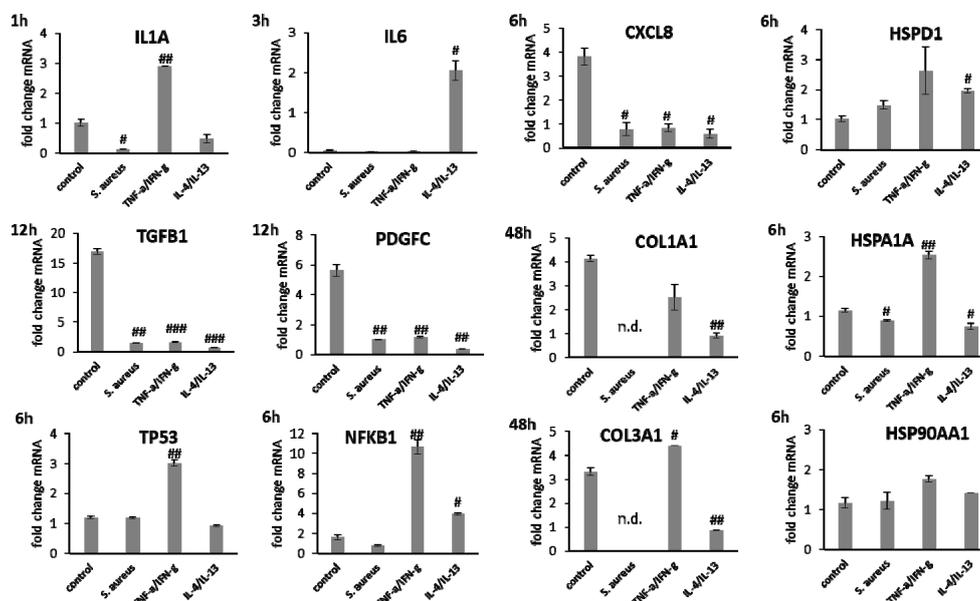 1h
IL1A
fold change mRNA
4
3
2
1
0
#
##
control
S. aureus
TNF-a/IFN-g
IL-4/IL-13
3h
IL6
fold change mRNA
3
2
1
0
#
control
S. aureus
TNF-a/IFN-g
IL-4/IL-13
6h
CXCL8
fold change mRNA
5
4
3
2
1
0
#
#
#
control
S. aureus
TNF-a/IFN-g
IL-4/IL-13
6h
HSPD1
fold change mRNA
4
3
2
1
0
#
control
S. aureus
TNF-a/IFN-g
IL-4/IL-13
12h
TGFB1
fold change mRNA
20
15
10
5
0
##
###
###
control
S. aureus
TNF-a/IFN-g
IL-4/IL-13
12h
PDGFC
fold change mRNA
8
6
4
2
0
##
##
##
control
S. aureus
TNF-a/IFN-g
IL-4/IL-13
48h
COL1A1
fold change mRNA
5
4
3
2
1
0
n.d.
##
control
S. aureus
TNF-a/IFN-g
IL-4/IL-13
6h
HSPA1A
fold change mRNA
3
2
1
0
#
##
#
control
S. aureus
TNF-a/IFN-g
IL-4/IL-13
6h
TP53
fold change mRNA
4
3
2
1
0
##
control
S. aureus
TNF-a/IFN-g
IL-4/IL-13
6h
NFKB1
fold change mRNA
12
10
8
6
4
2
0
##
#
control
S. aureus
TNF-a/IFN-g
IL-4/IL-13
48h
COL3A1
fold change mRNA
5
4
3
2
1
0
n.d.
#
##
control
S. aureus
TNF-a/IFN-g
IL-4/IL-13
6h
HSP90AA1
fold change mRNA
3
2
1
0
control
S. aureus
TNF-a/IFN-g
IL-4/IL-13